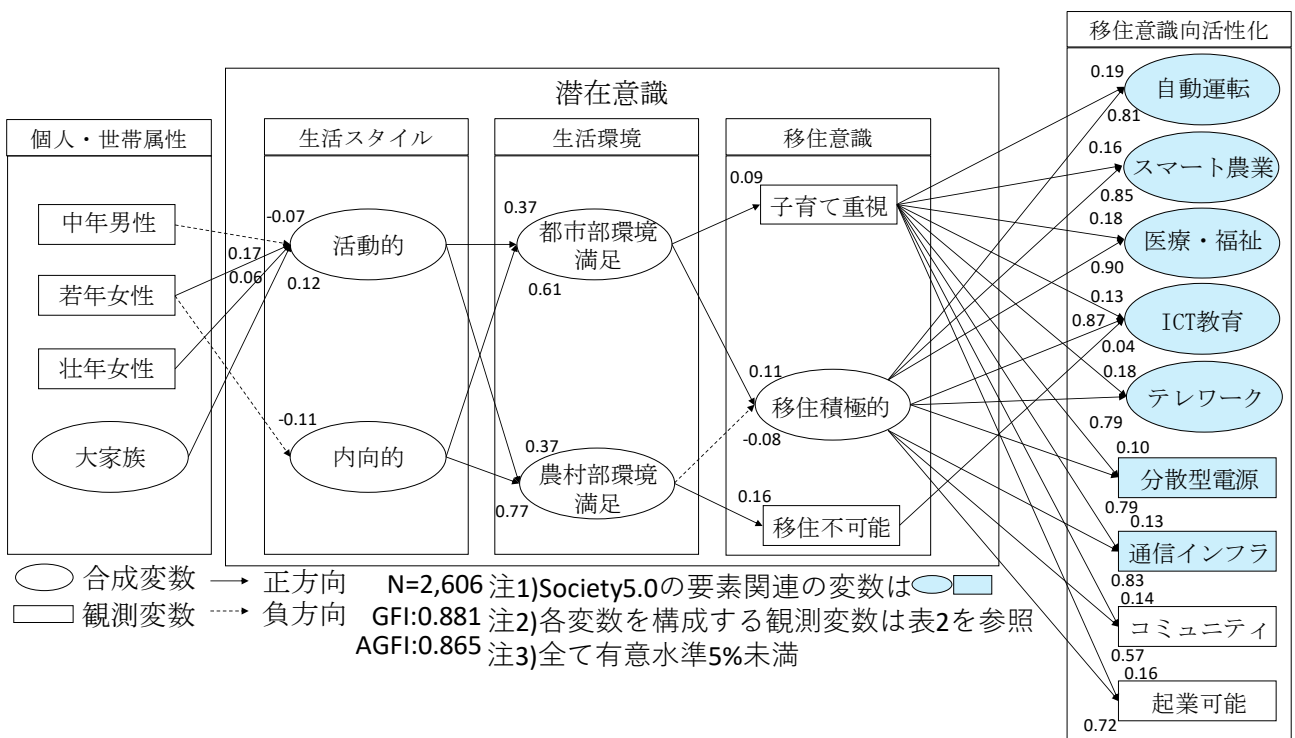 移住意識向活性化
潜在意識
個人・世帯属性
生活スタイル
生活環境
移住意識
中年男性
若年女性
壮年女性
大家族
-0.07
0.17
0.06
0.12
活動的
-0.11
内向的
0.37
都市部環境
満足
0.61
0.37
農村部環境
満足
0.77
0.09
子育て重視
0.11
移住積極的
-0.08
0.16
移住不可能
0.19
自動運転
0.81
0.16
スマート農業
0.85
0.18
医療・福祉
0.90
0.13
ICT教育
0.87
0.04
0.18
テレワーク
0.79
0.10
分散型電源
0.79
0.13
通信インフラ
0.83
0.14
コミュニティ
0.57
0.16
起業可能
0.72
合成変数 正方向
観測変数 負方向
N=2,606
GFI:0.881
AGFI:0.865
注1)Society5.0の要素関連の変数は
注2)各変数を構成する観測変数は表2を参照
注3)全て有意水準5%未満